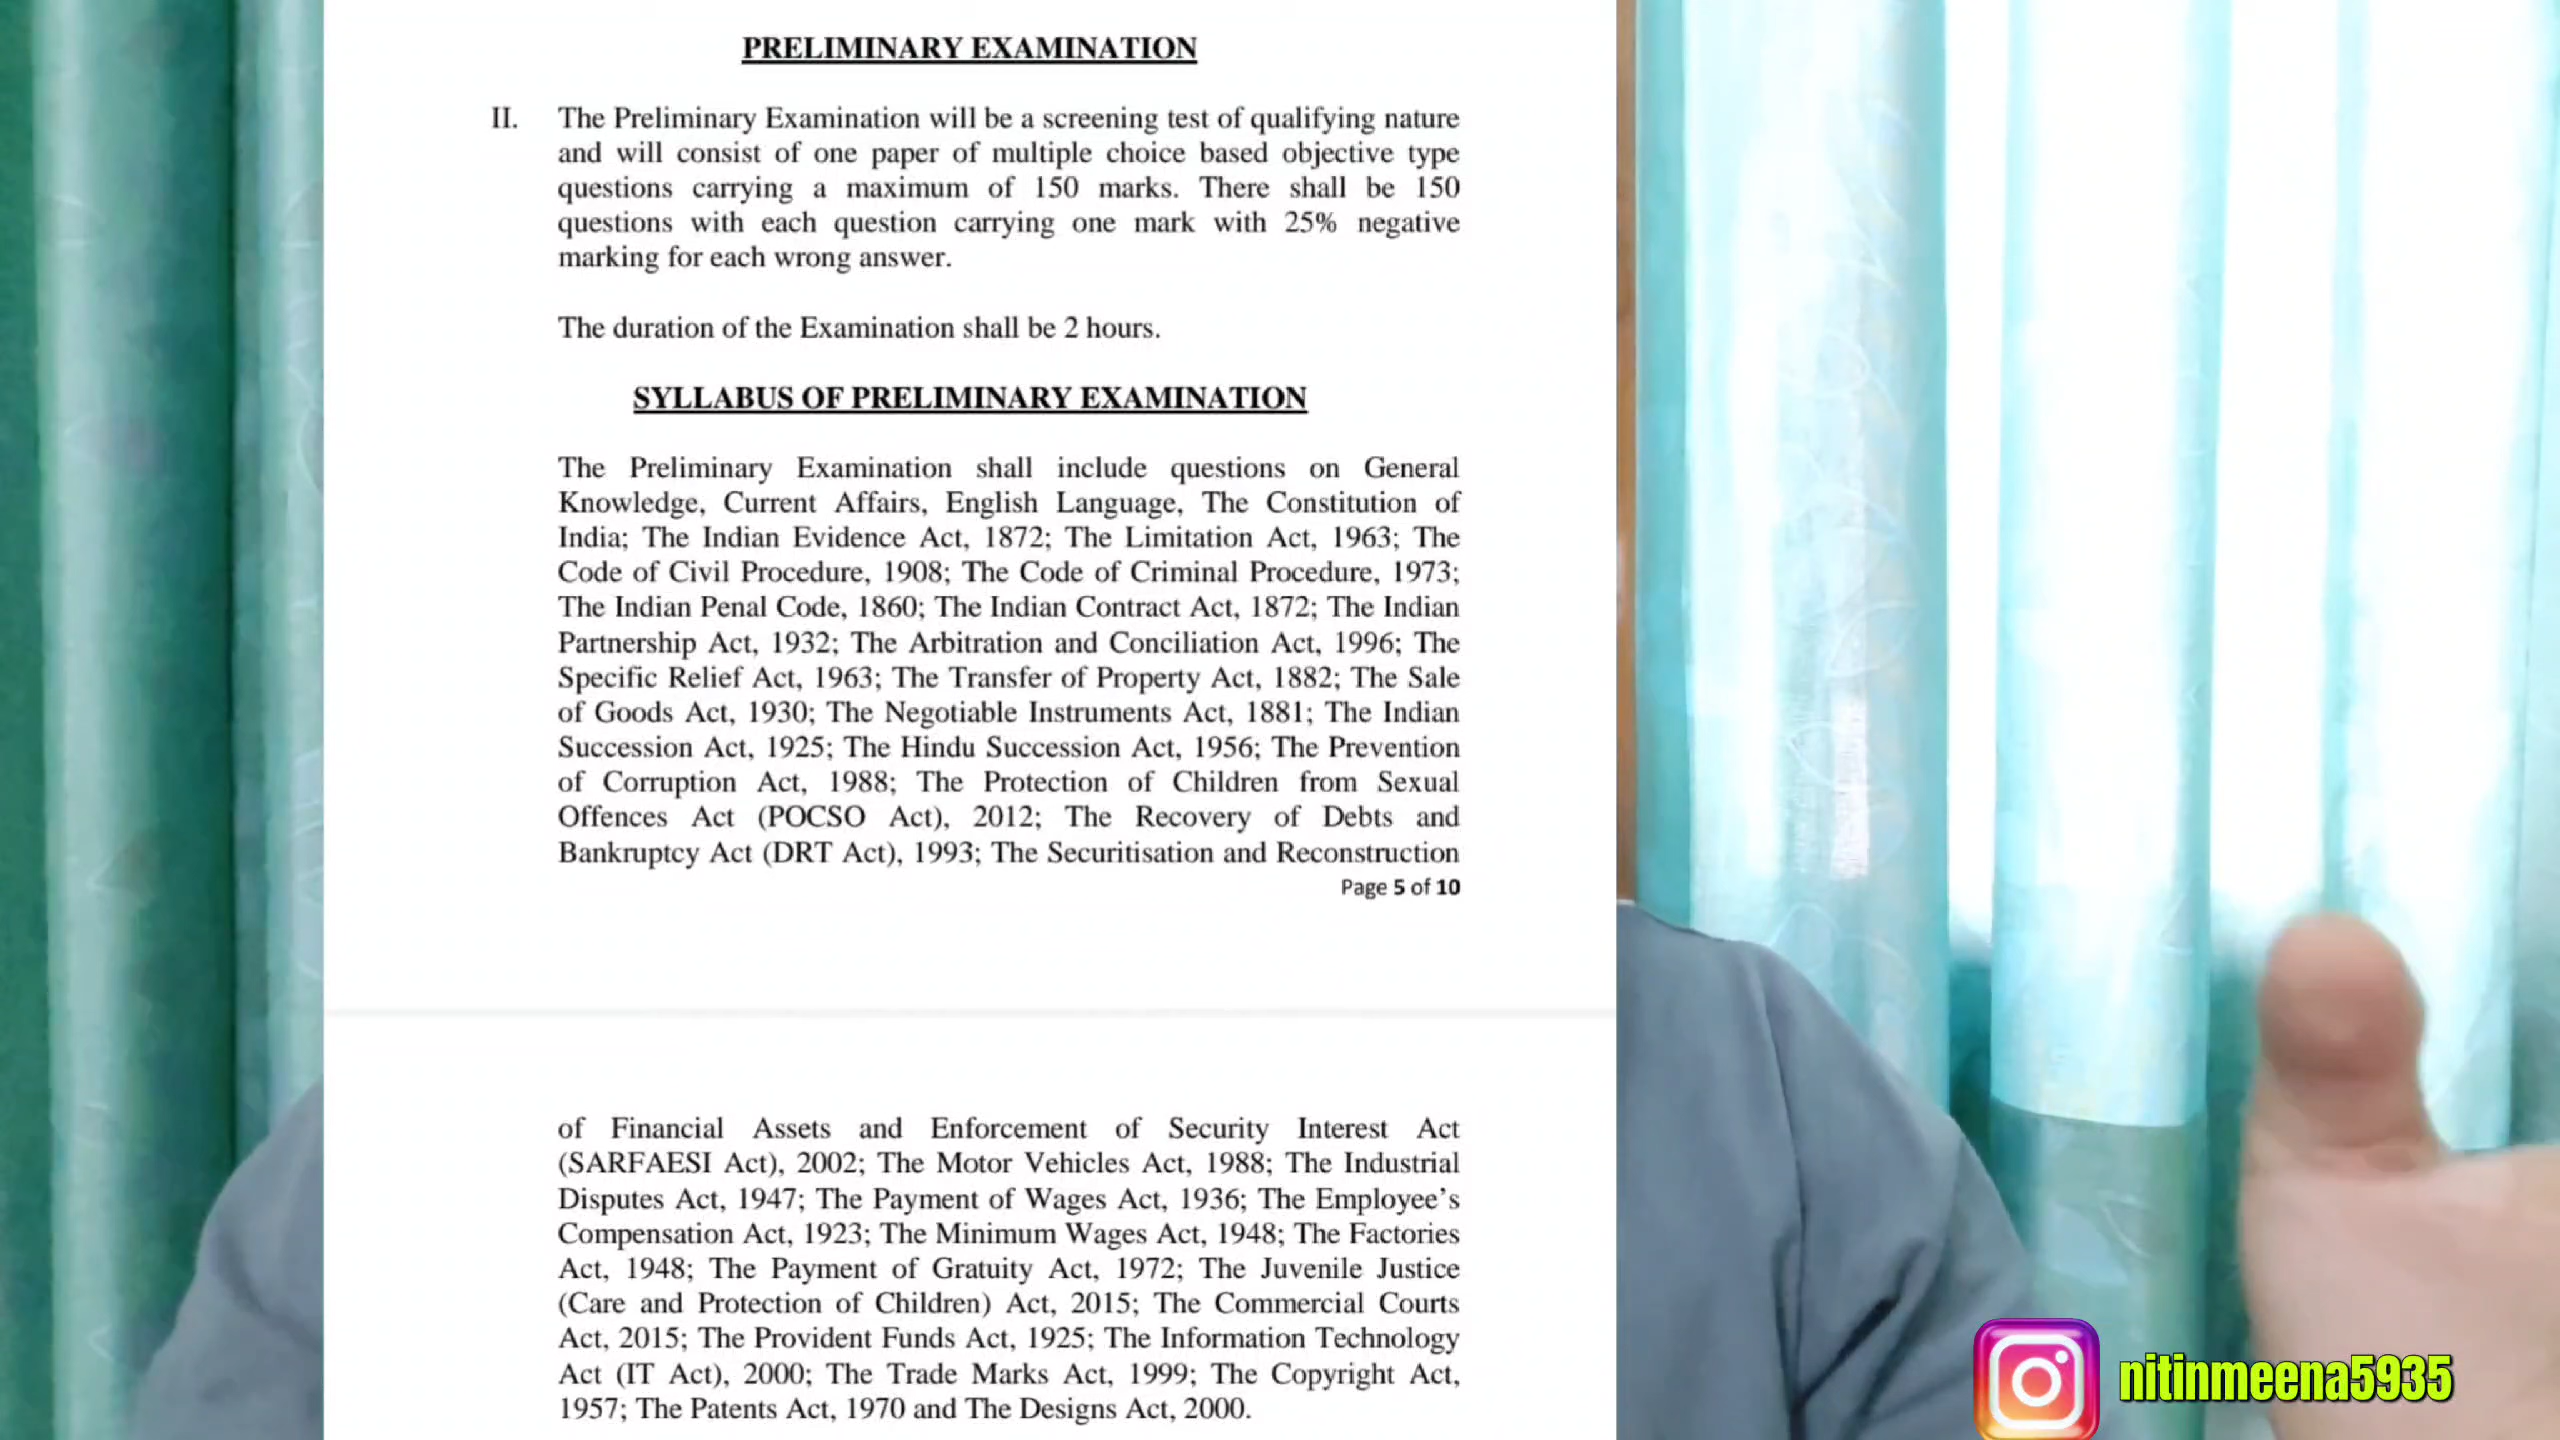 PRELIMINARY EXAMINATION
II. The Preliminary Examination will be a screening test of qualifying nature
and will consist of one paper of multiple choice based objective type
questions carrying a maximum of 150 marks. There shall be 150
questions with each question carrying one mark with 25% negative
marking for each wrong answer.
The duration of the Examination shall be 2 hours.
SYLLABUS OF PRELIMINARY EXAMINATION
The Preliminary Examination shall include questions on General
Knowledge, Current Affairs, English Language, The Constitution of
India; The Indian Evidence Act, 1872; The Limitation Act, 1963; The
Code of Civil Procedure, 1908; The Code of Criminal Procedure, 1973;
The Indian Penal Code, 1860; The Indian Contract Act, 1872; The Indian
Partnership Act, 1932; The Arbitration and Conciliation Act, 1996; The
Specific Relief Act, 1963; The Transfer of Property Act, 1882; The Sale
of Goods Act, 1930; The Negotiable Instruments Act, 1881; The Indian
Succession Act, 1925; The Hindu Succession Act, 1956; The Prevention
of Corruption Act, 1988; The Protection of Children from Sexual
Offences Act (POCSO Act), 2012; The Recovery of Debts and
Bankruptcy Act (DRT Act), 1993; The Securitisation and Reconstruction
Page 5 of 10
of Financial Assets and Enforcement of Security Interest Act
(SARFAESI Act), 2002; The Motor Vehicles Act, 1988; The Industrial
Disputes Act, 1947; The Payment of Wages Act, 1936; The Employee's
Compensation Act, 1923; The Minimum Wages Act, 1948; The Factories
Act, 1948; The Payment of Gratuity Act, 1972; The Juvenile Justice
(Care and Protection of Children) Act, 2015; The Commercial Courts
Act, 2015; The Provident Funds Act, 1925; The Information Technology
Act (IT Act), 2000; The Trade Marks Act, 1999; The Copyright Act,
1957; The Patents Act, 1970 and The Designs Act, 2000.
nitinmeena5935